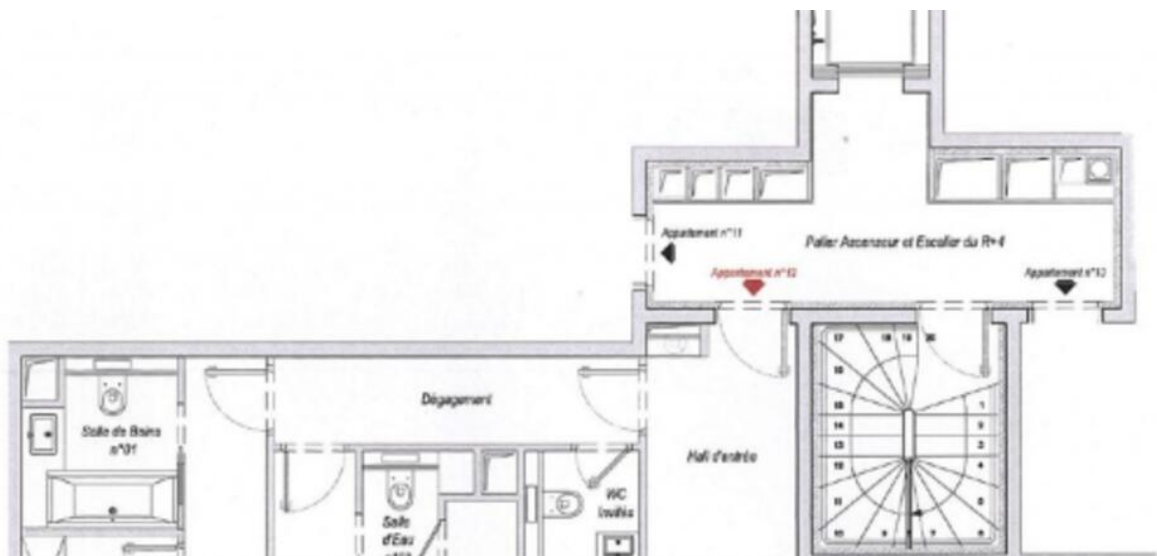 Appartement n°11
Palier Ascenseur et Escalier du R+4
Appartement n°12
Appartement n°13
17
18
19
20
16
15
14
13
12
11
10
9
8
7
6
5
4
3
2
1
Dégagement
Salle de Bains
n°01
Hall d'entrée
WC
Invités
Salle
d'Eau